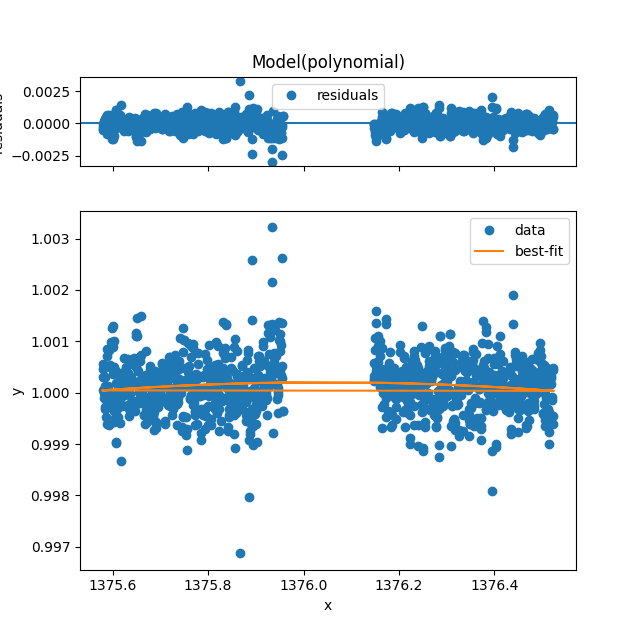 Model(polynomial)
residuals
0.0025
0.0000
−0.0025
residuals
data
best-fit
1.003
1.002
1.001
1.000
0.999
0.998
0.997
y
1375.6
1375.8
1376.0
1376.2
1376.4
x